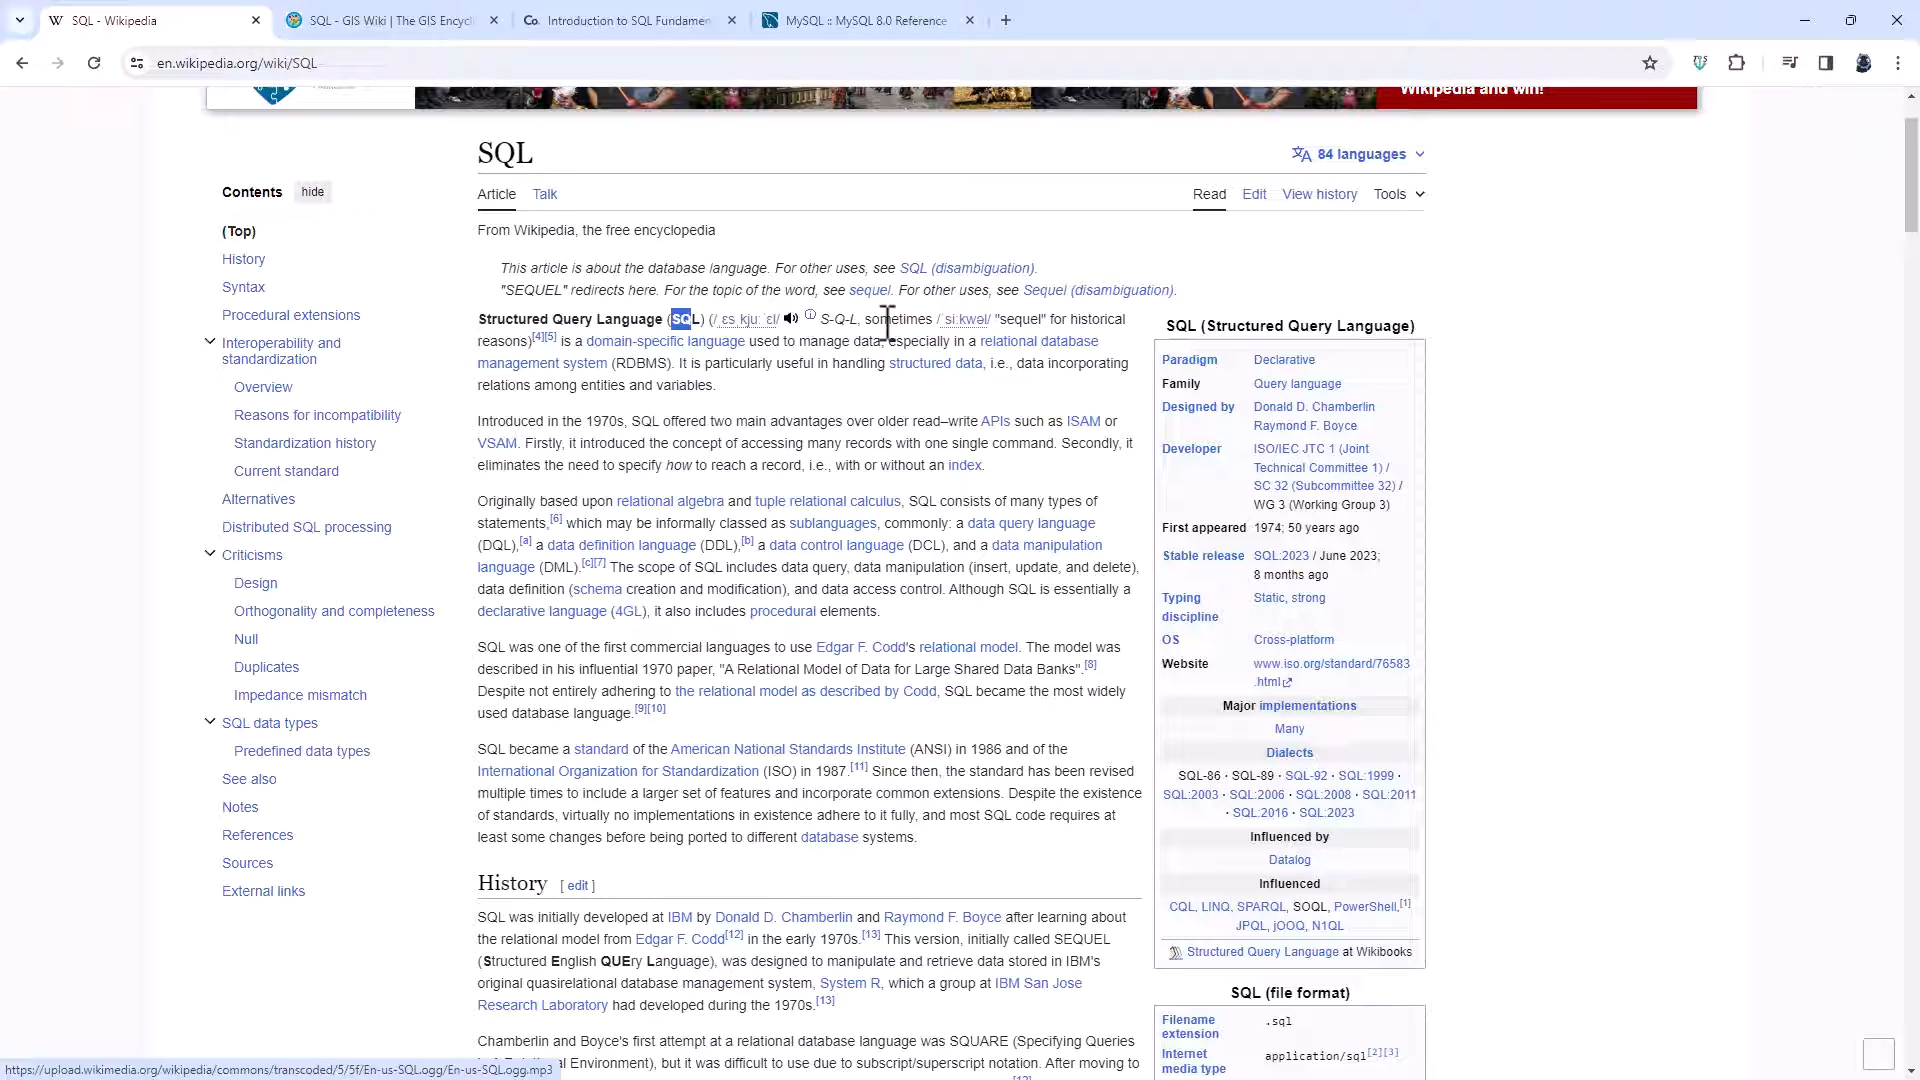 SQL - Wikipedia
SQL - GIS Wiki | The GIS Encycl
Co. Introduction to SQL Fundamen
MySQL :: MySQL 8.0 Reference
en.wikipedia.org/wiki/SQL
Wikipedia and win!
SQL
84 languages
Contents hide
Article Talk
Read Edit View history Tools
(Top)
History
Syntax
Procedural extensions
Interoperability and
standardization
Overview
Reasons for incompatibility
Standardization history
Current standard
Alternatives
Distributed SQL processing
Criticisms
Design
Orthogonality and completeness
Null
Duplicates
Impedance mismatch
SQL data types
Predefined data types
See also
Notes
References
Sources
External links
From Wikipedia, the free encyclopedia
This article is about the database language. For other uses, see SQL (disambiguation).
"SEQUEL" redirects here. For the topic of the word, see sequel. For other uses, see Sequel (disambiguation).
Structured Query Language (SQL) (/ˌɛsˌkjuːˈɛl/ S-Q-L, sometimes /ˈsiːkwəl/ "sequel" for historical
reasons)[4][5] is a domain-specific language used to manage data, especially in a relational database
management system (RDBMS). It is particularly useful in handling structured data, i.e., data incorporating
relations among entities and variables.
Introduced in the 1970s, SQL offered two main advantages over older read–write APIs such as ISAM or
VSAM. Firstly, it introduced the concept of accessing many records with one single command. Secondly, it
eliminates the need to specify how to reach a record, i.e., with or without an index.
Originally based upon relational algebra and tuple relational calculus, SQL consists of many types of
statements,[6] which may be informally classed as sublanguages, commonly: a data query language
(DQL),[a] a data definition language (DDL),[b] a data control language (DCL), and a data manipulation
language (DML).[c][7] The scope of SQL includes data query, data manipulation (insert, update, and delete),
data definition (schema creation and modification), and data access control. Although SQL is essentially a
declarative language (4GL), it also includes procedural elements.
SQL was one of the first commercial languages to use Edgar F. Codd's relational model. The model was
described in his influential 1970 paper, "A Relational Model of Data for Large Shared Data Banks".[8]
Despite not entirely adhering to the relational model as described by Codd, SQL became the most widely
used database language.[9][10]
SQL became a standard of the American National Standards Institute (ANSI) in 1986 and of the
International Organization for Standardization (ISO) in 1987.[11] Since then, the standard has been revised
multiple times to include a larger set of features and incorporate common extensions. Despite the existence
of standards, virtually no implementations in existence adhere to it fully, and most SQL code requires at
least some changes before being ported to different database systems.
History [ edit ]
SQL was initially developed at IBM by Donald D. Chamberlin and Raymond F. Boyce after learning about
the relational model from Edgar F. Codd[12] in the early 1970s.[13] This version, initially called SEQUEL
(Structured English QUEry Language), was designed to manipulate and retrieve data stored in IBM's
original quasirelational database management system, System R, which a group at IBM San Jose
Research Laboratory had developed during the 1970s.[13]
Chamberlin and Boyce's first attempt at a relational database language was SQUARE (Specifying Queries
Environment), but it was difficult to use due to subscript/superscript notation. After moving to
SQL (Structured Query Language)
Paradigm Declarative
Family Query language
Designed by Donald D. Chamberlin
Raymond F. Boyce
Developer ISO/IEC JTC 1 (Joint
Technical Committee 1) /
SC 32 (Subcommittee 32) /
WG 3 (Working Group 3)
First appeared 1974; 50 years ago
Stable release SQL:2023 / June 2023;
8 months ago
Typing Static, strong
discipline
OS Cross-platform
Website www.iso.org/standard/76583
.html
Major implementations
Many
Dialects
SQL-86 · SQL-89 · SQL-92 · SQL:1999 ·
SQL:2003 · SQL:2006 · SQL:2008 · SQL:2011
· SQL:2016 · SQL:2023
Influenced by
Datalog
Influenced
CQL, LINQ, SPARQL, SOQL, PowerShell,[1]
JPQL, jOOQ, N1QL
Structured Query Language at Wikibooks
SQL (file format)
Filename .sql
extension
Internet application/sql[2][3]
media type
https://upload.wikimedia.org/wikipedia/commons/transcoded/5/5f/En-us-SQL.ogg/En-us-SQL.ogg.mp3